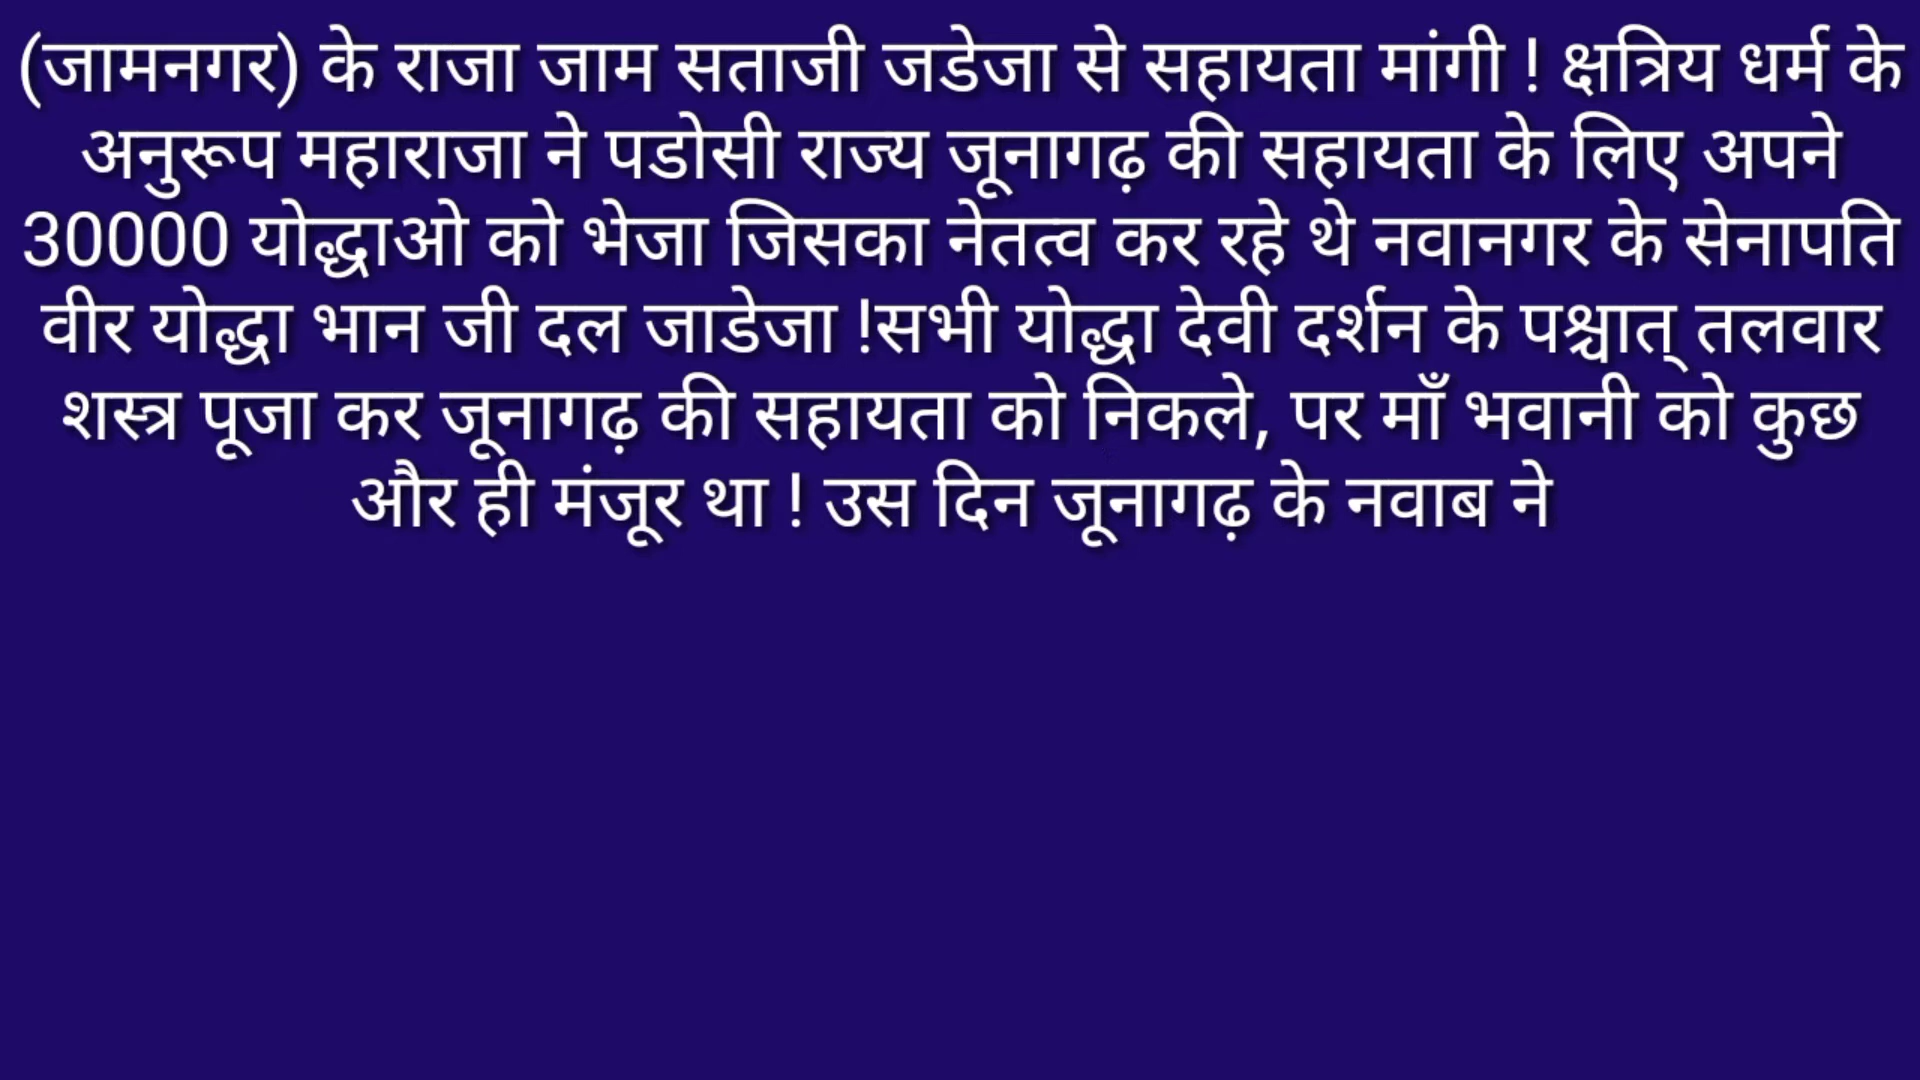 (जामनगर) के राजा जाम सताजी जडेजा से सहायता मांगी ! क्षत्रिय धर्म के
अनुरूप महाराजा ने पडोसी राज्य जूनागढ़ की सहायता के लिए अपने
30000 योद्धाओ को भेजा जिसका नेतत्व कर रहे थे नवानगर के सेनापति
वीर योद्धा भान जी दल जाडेजा !सभी योद्धा देवी दर्शन के पश्चात् तलवार
शस्त्र पूजा कर जूनागढ़ की सहायता को निकले, पर माँ भवानी को कुछ
और ही मंजूर था ! उस दिन जूनागढ़ के नवाब ने